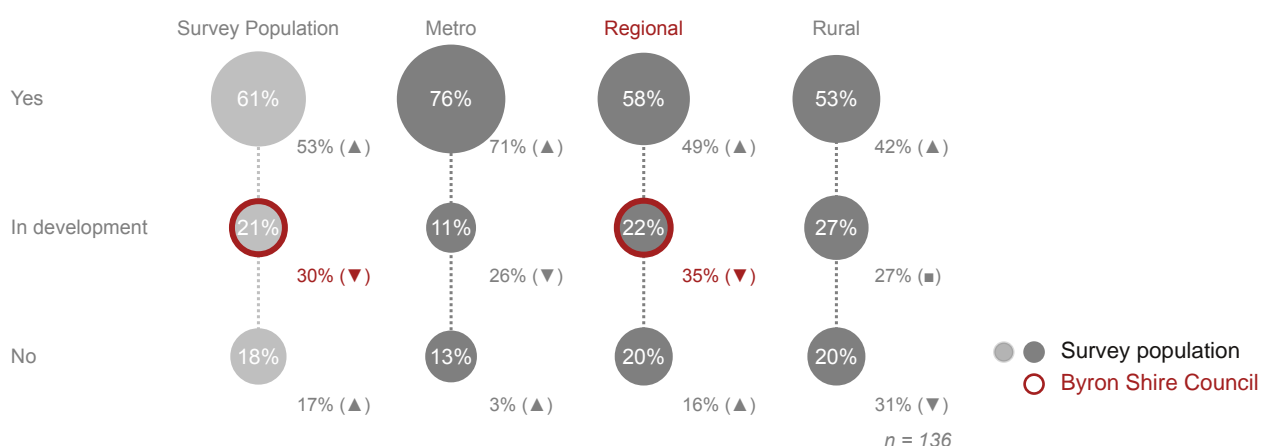 Survey Population Metro Regional Rural
Yes 61% 76% 58% 53%
53% (▲) 71% (▲) 49% (▲) 42% (▲)
In development 21% 11% 22% 27%
30% (▼) 26% (▼) 35% (▼) 27% (■)
No 18% 13% 20% 20%
Survey population
Byron Shire Council
17% (▲) 3% (▲) 16% (▲) 31% (▼)
n = 136